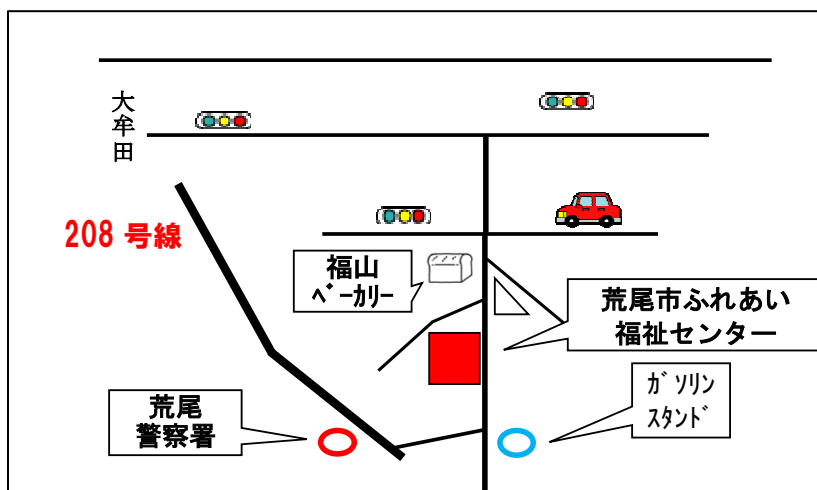 大牟田
208 号線
福山
ﾍﾞｰｶﾘｰ
荒尾市ふれあい
福祉センター
ｶﾞｿﾘﾝ
ｽﾀﾝﾄﾞ
荒尾
警察署